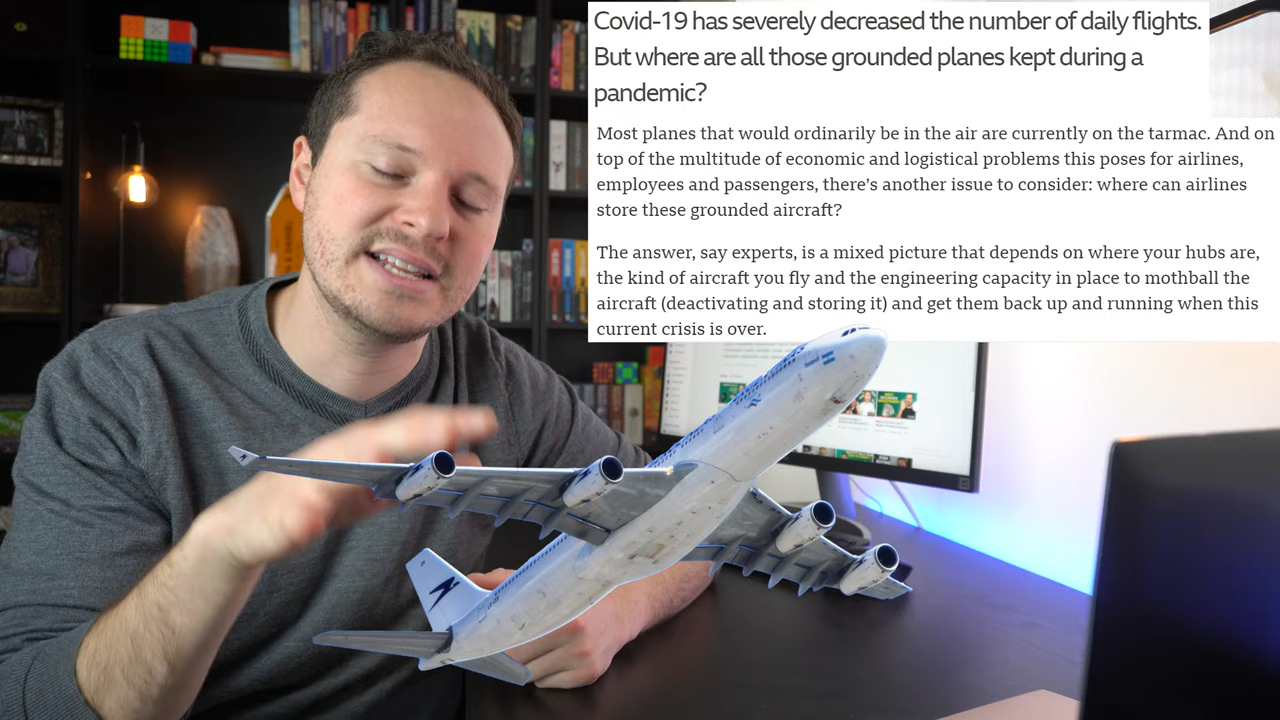 Covid-19 has severely decreased the number of daily flights.
But where are all those grounded planes kept during a
pandemic?
Most planes that would ordinarily be in the air are currently on the tarmac. And on
top of the multitude of economic and logistical problems this poses for airlines,
employees and passengers, there's another issue to consider: where can airlines
store these grounded aircraft?
The answer, say experts, is a mixed picture that depends on where your hubs are,
the kind of aircraft you fly and the engineering capacity in place to mothball the
aircraft (deactivating and storing it) and get them back up and running when this
current crisis is over.